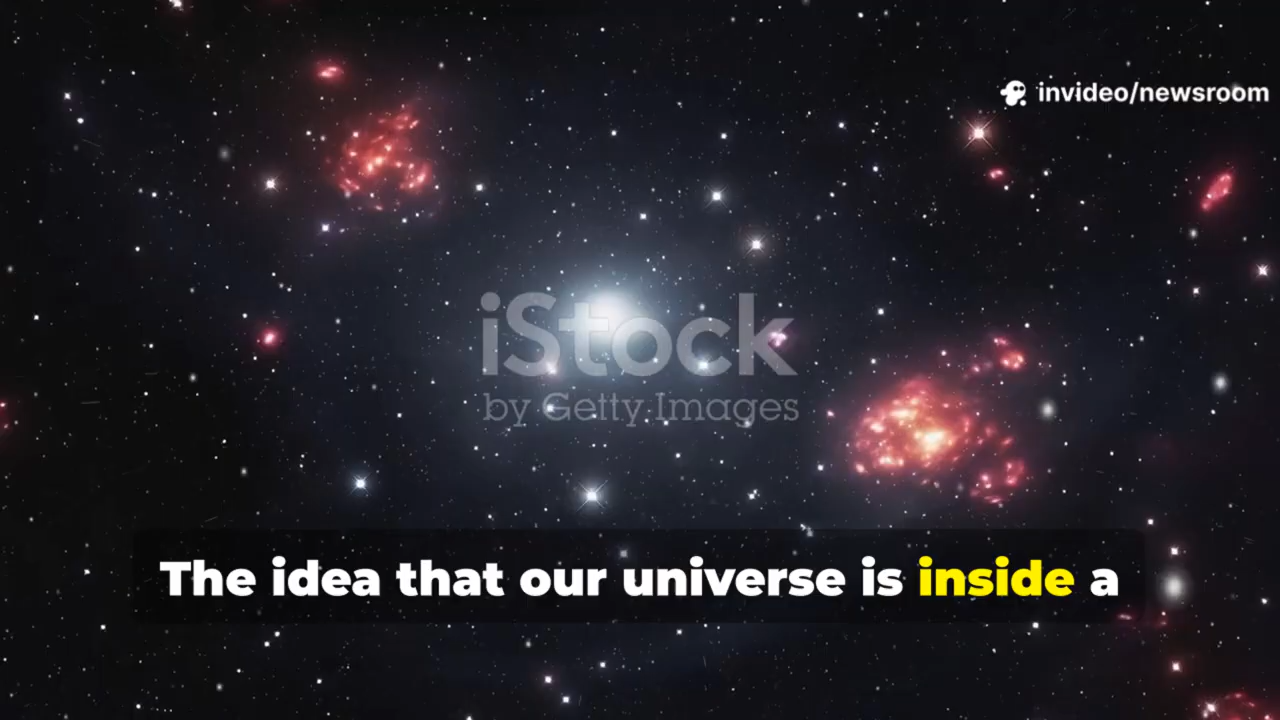 invideo/newsroom
iStock
by Getty Images
The idea that our universe is inside a